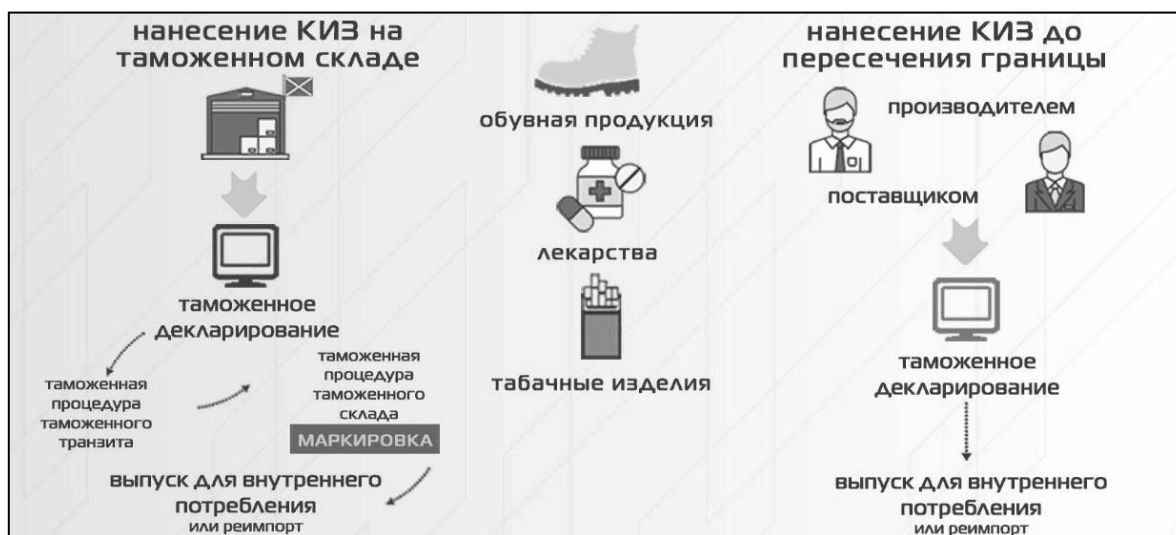 нанесение КИЗ на
таможенном складе
таможенное
декларирование
таможенная
процедура
таможенного
транзита
таможенная
процедура
таможенного
склада
МАРКИРОВКА
выпуск для внутреннего
потребления
или реимпорт
обувная продукция
лекарства
табачные изделия
нанесение КИЗ до
пересечения границы
производителем
поставщиком
таможенное
декларирование
выпуск для внутреннего
потребления
или реимпорт